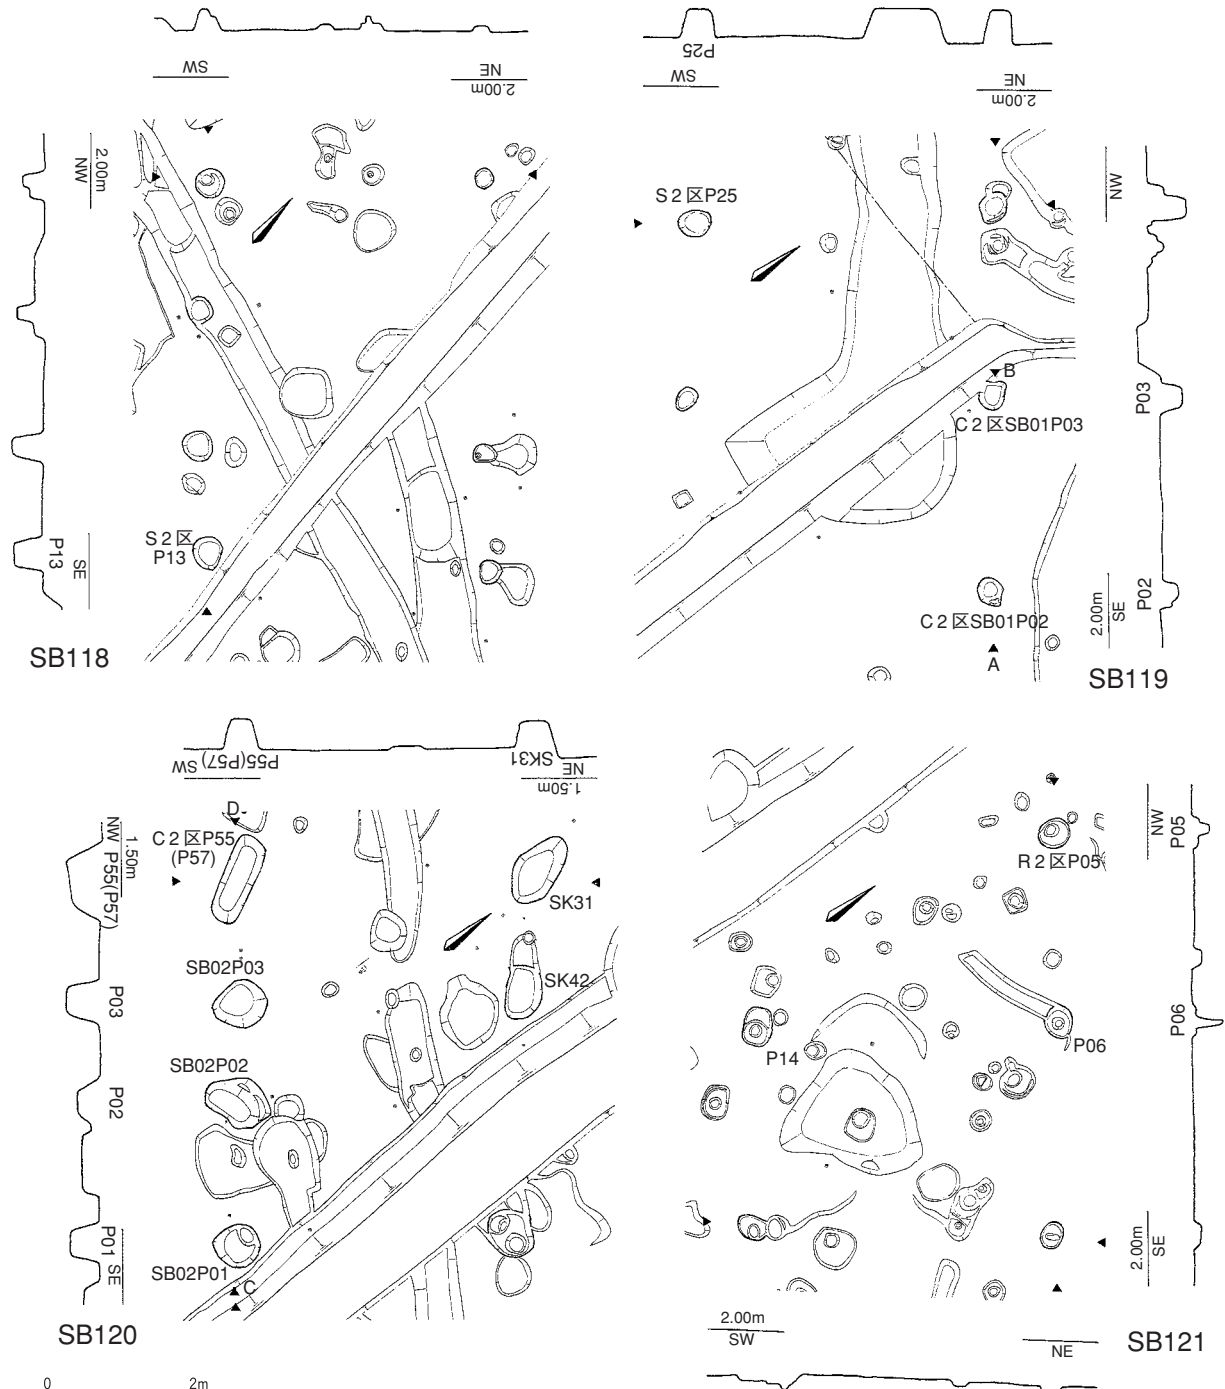 SW
NE
2.00m
2.00m
NW
S2区
P13
P13
SE
SB118
P25
SW
NE
2.00m
NW
S2区P25
B
C2区SB01P03
P03
C2区SB01P02
P02
2.00m
SE
A
SB119
SW
P55(P57)
SK31
NE
1.50m
NW
1.50m
P55(P57)
D
C2区P55
(P57)
SK31
SB02P03
SK42
P03
SB02P02
P02
SB02P01
P01
SE
C
SB120
NW
P05
R2区P05
P06
P06
P14
2.00m
SE
2.00m
SW
NE
SB121
0
2m